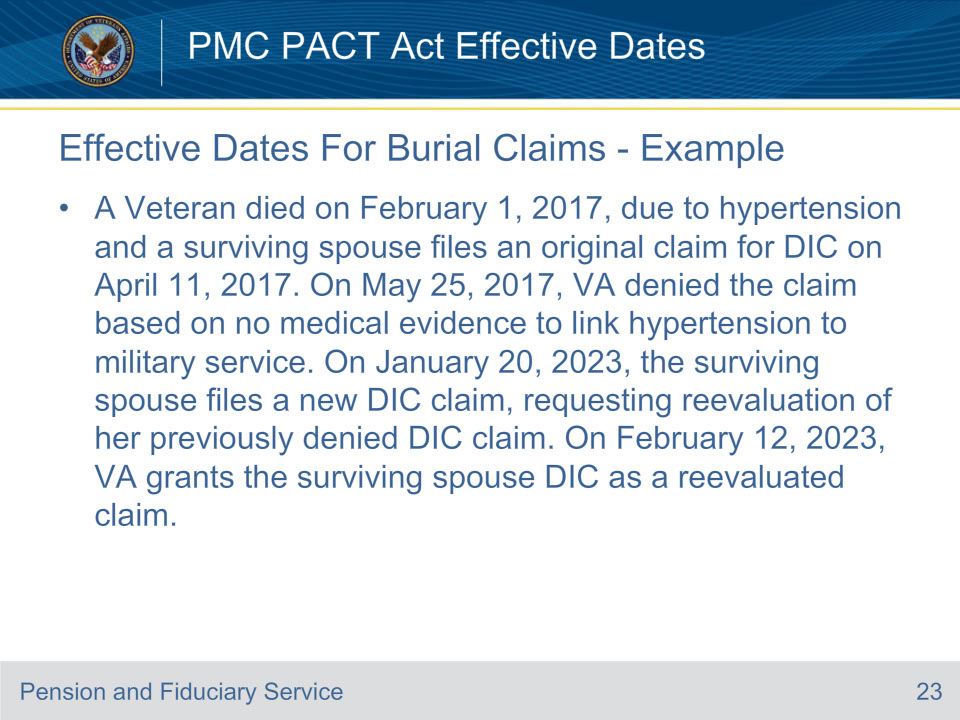 PMC PACT Act Effective Dates
Effective Dates For Burial Claims - Example
• A Veteran died on February 1, 2017, due to hypertension
and a surviving spouse files an original claim for DIC on
April 11, 2017. On May 25, 2017, VA denied the claim
based on no medical evidence to link hypertension to
military service. On January 20, 2023, the surviving
spouse files a new DIC claim, requesting reevaluation of
her previously denied DIC claim. On February 12, 2023,
VA grants the surviving spouse DIC as a reevaluated
claim.
Pension and Fiduciary Service
23